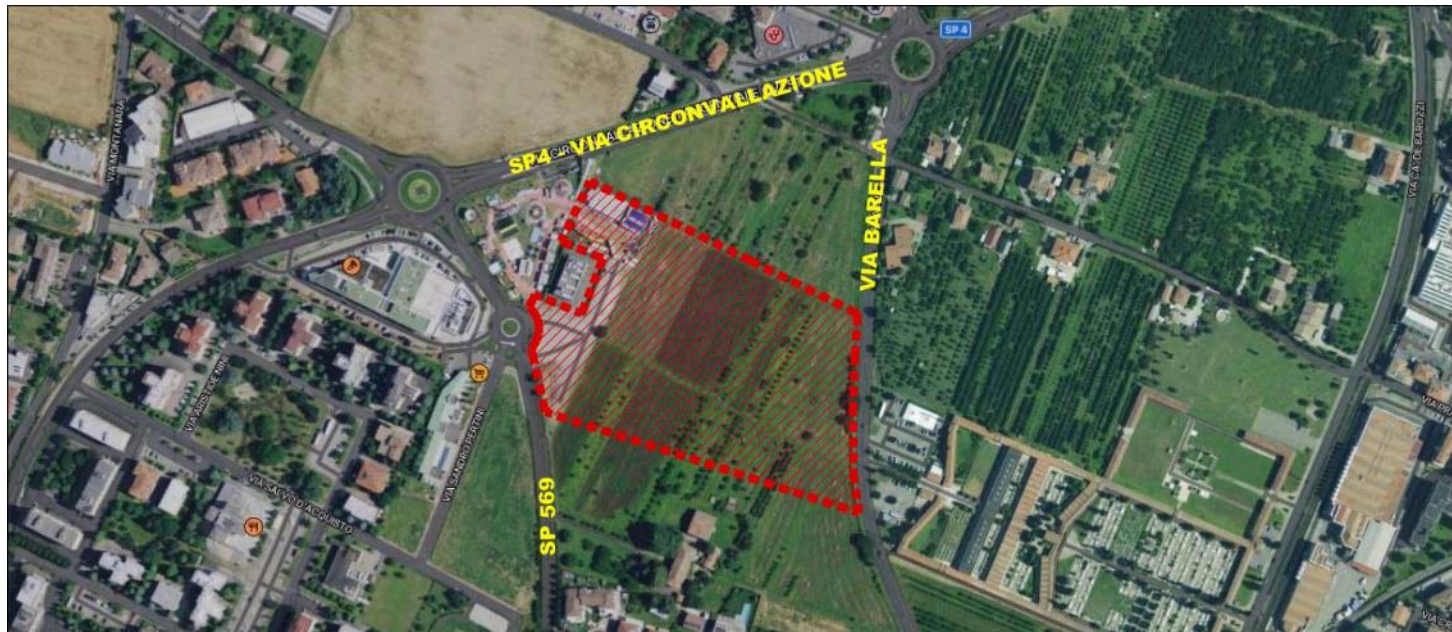 SP 4
SP4 - VIA CIRCONVALLAZIONE
VIA MONTANARA
VIA BARELLA
VIA CA' DE BAROZZI
VIA ARISTIDE NINI
VIA SANDRO PERTINI
VIA SALVO D'ACQUISTO
SP 569